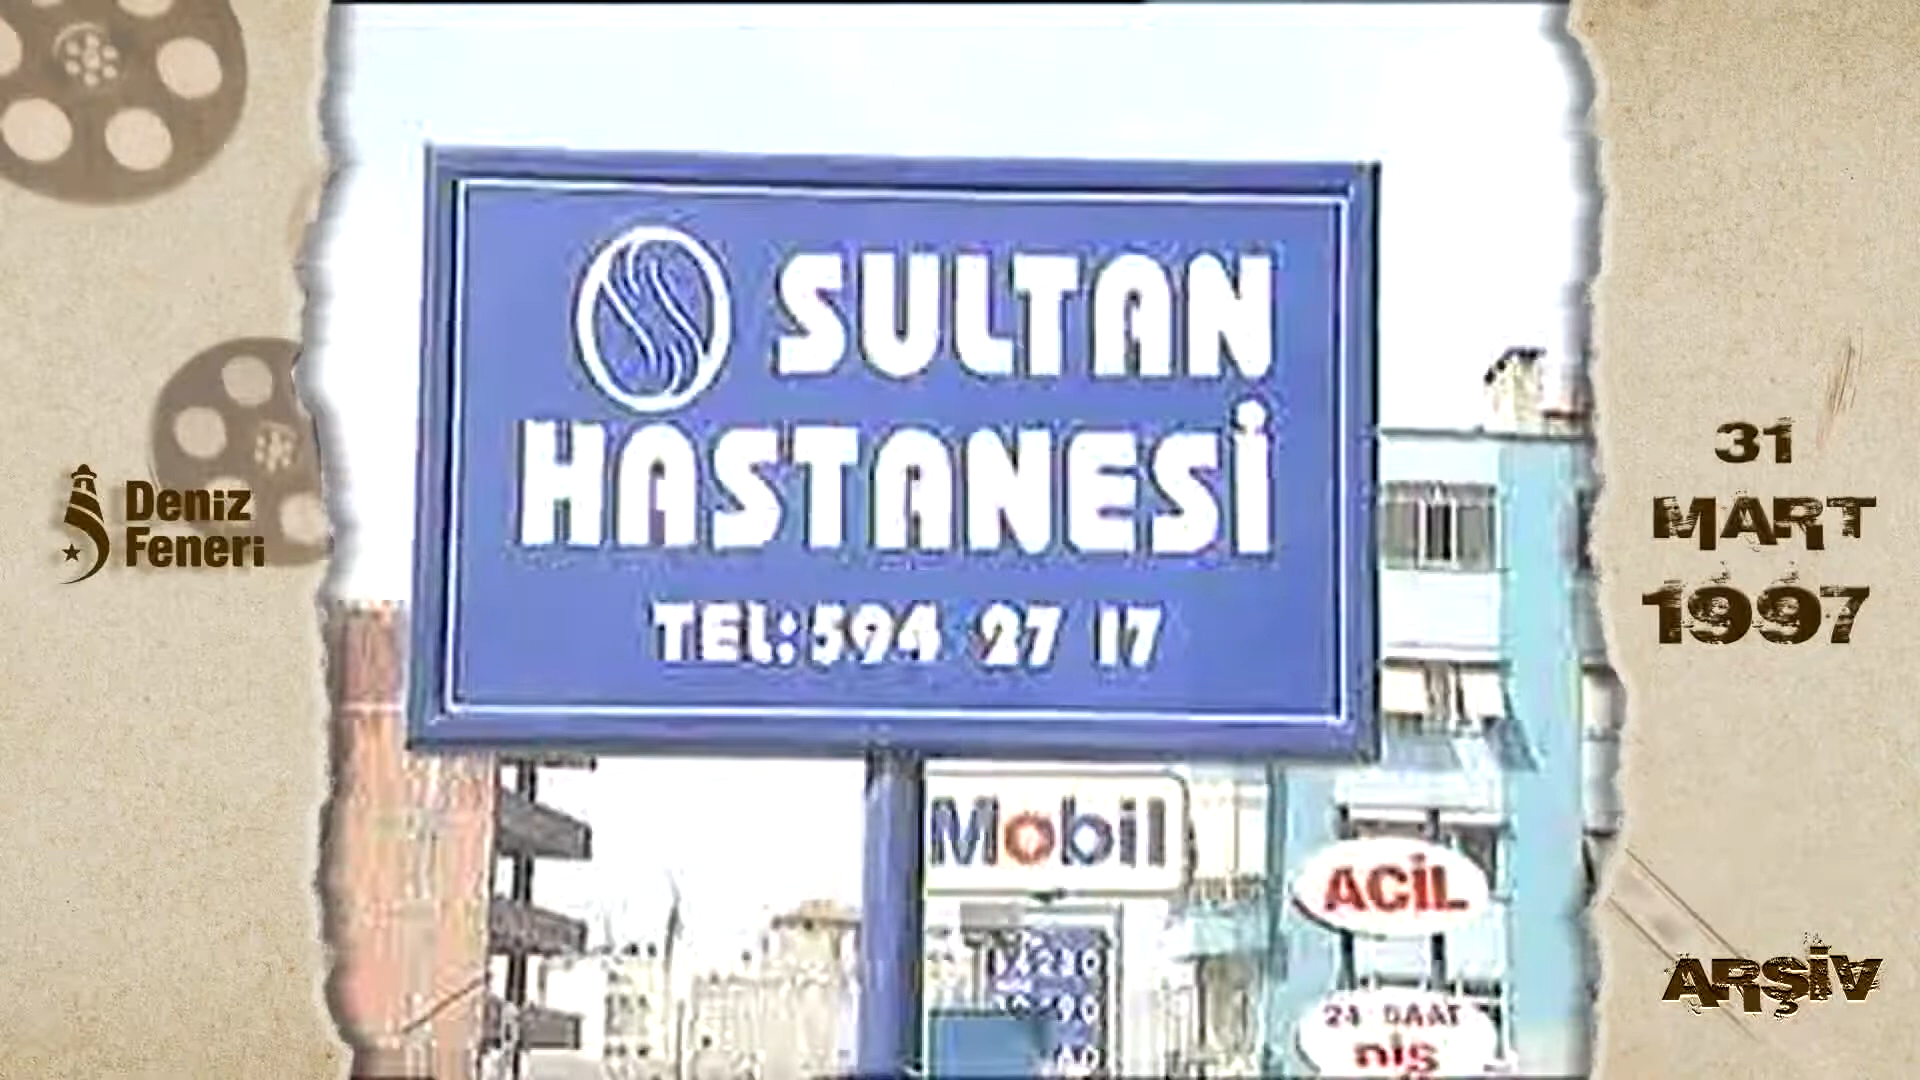 SULTAN
HASTANESİ
TEL:594 27 17
Mobil
ACİL
24 SAAT
DİŞ
Deniz
Feneri
31
MART
1997
ARŞİV